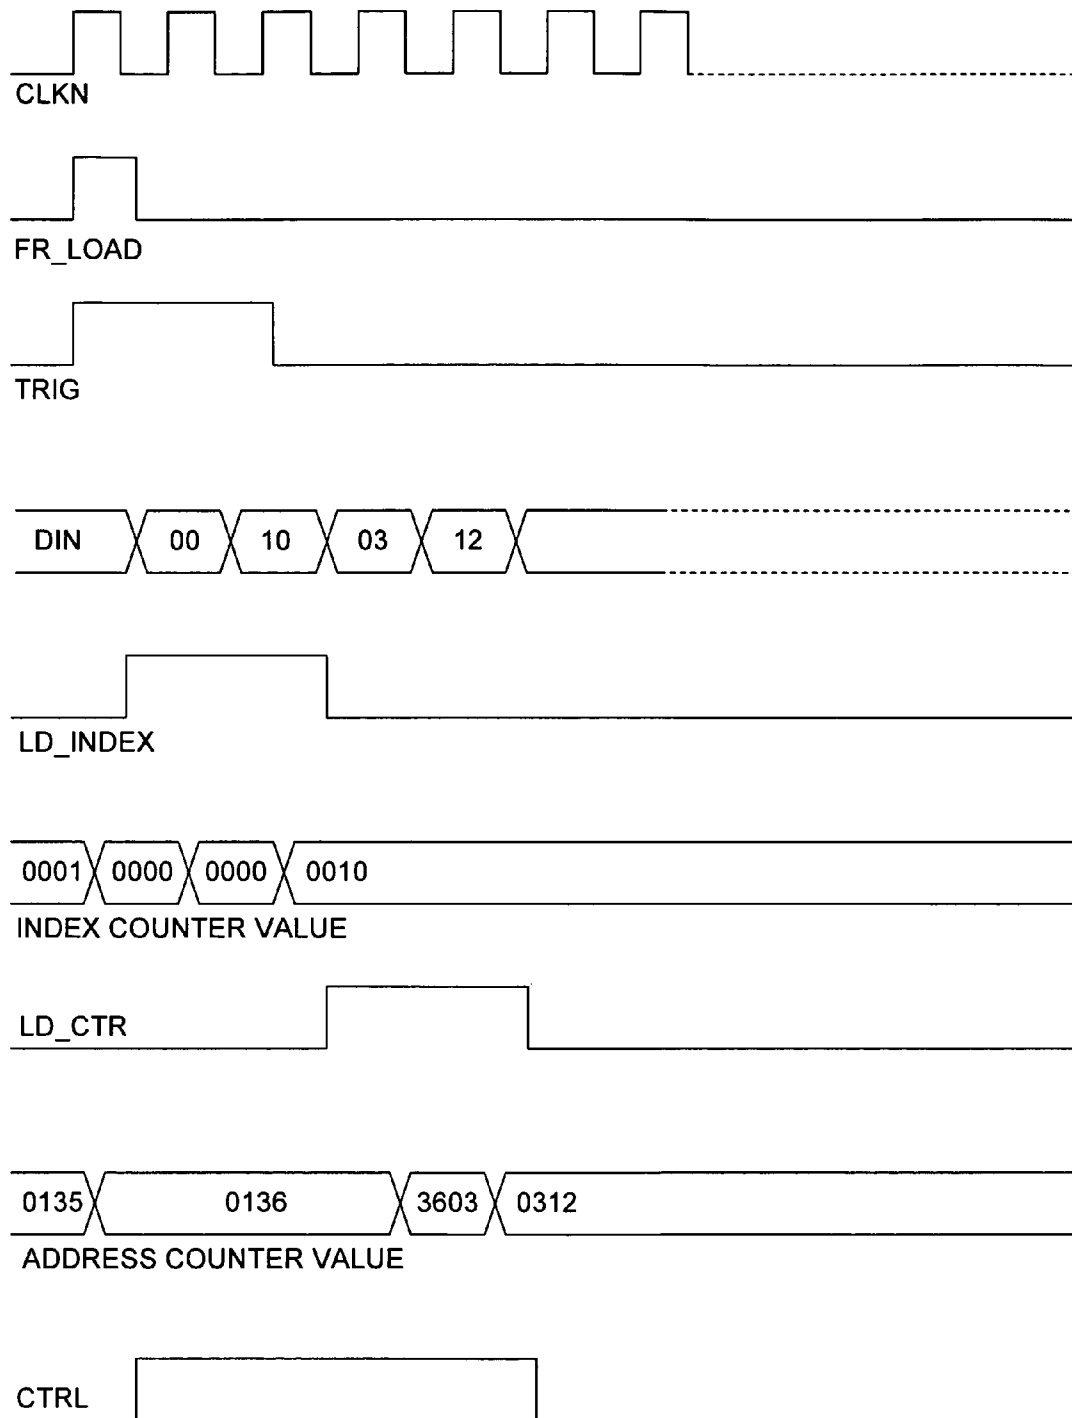 CLKN
FR_LOAD
TRIG
DIN 00 10 03 12
LD_INDEX
0001 0000 0000 0010
INDEX COUNTER VALUE
LD_CTR
0135 0136 3603 0312
ADDRESS COUNTER VALUE
CTRL